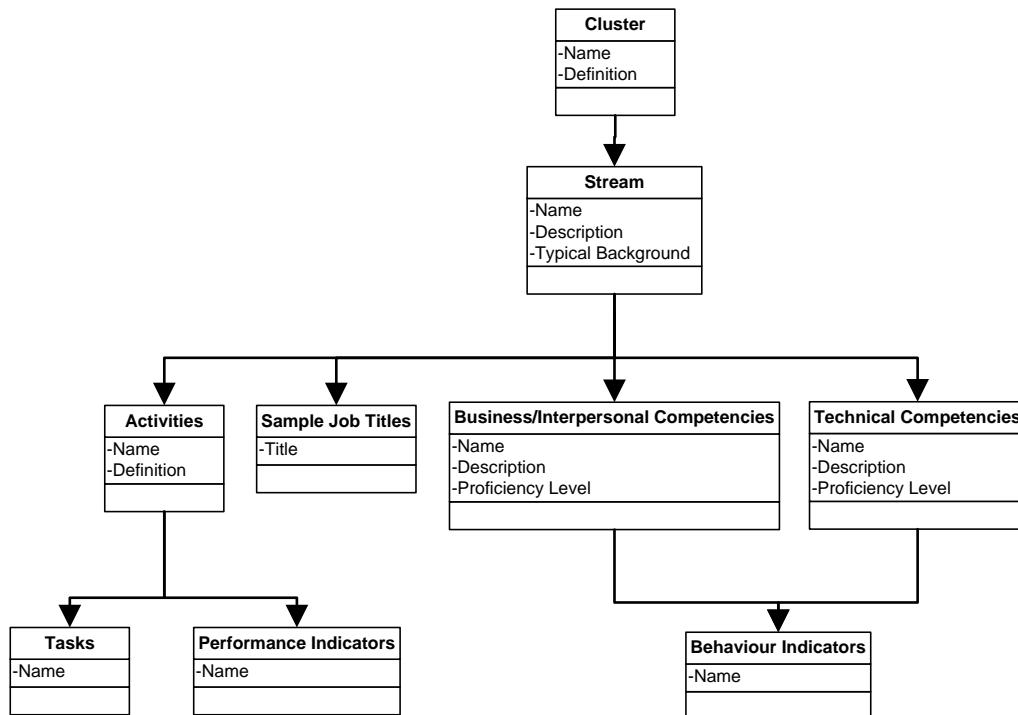 Cluster
-Name
-Definition
Stream
-Name
-Description
-Typical Background
Activities
-Name
-Definition
Sample Job Titles
-Title
Business/Interpersonal Competencies
-Name
-Description
-Proficiency Level
Technical Competencies
-Name
-Description
-Proficiency Level
Tasks
-Name
Performance Indicators
-Name
Behaviour Indicators
-Name